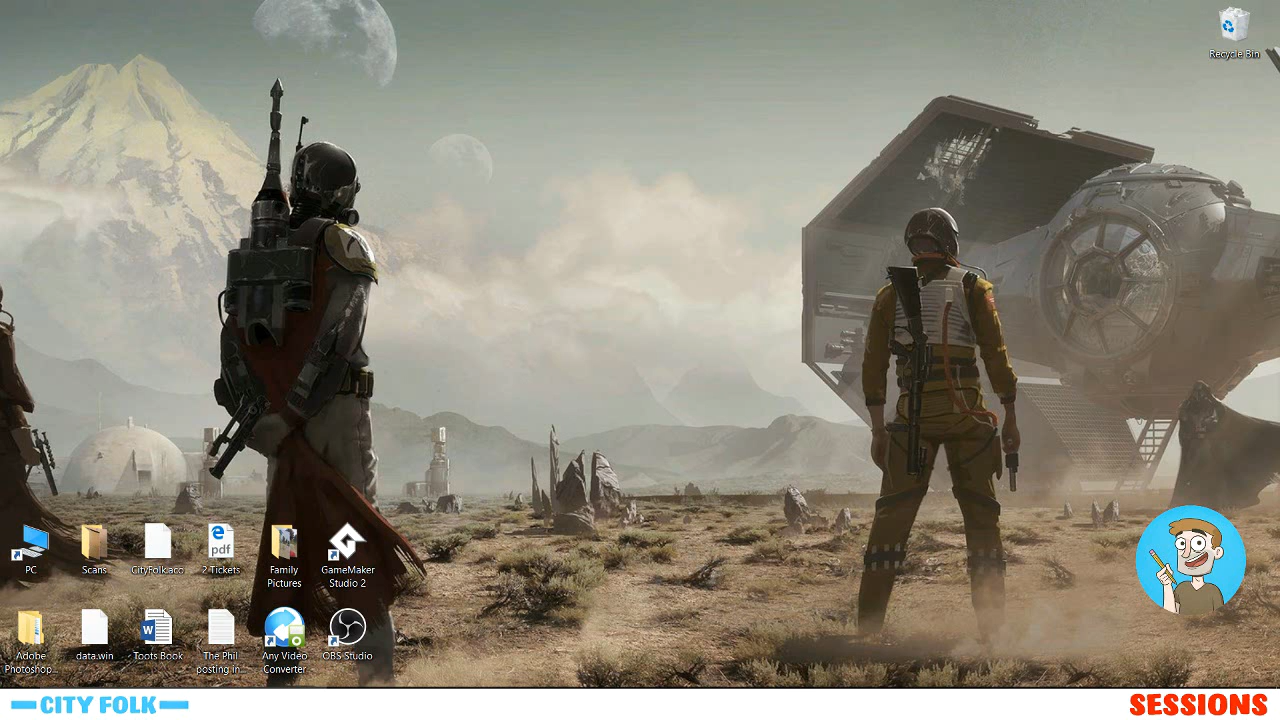 Recycle Bin
PC
Scans
CityFolk.aco
2 Tickets
Family
Pictures
GameMaker
Studio 2
Adobe
Photoshop...
data.win
Toots Book
The Phil
posting in...
Any Video
Converter
OBS Studio
CITY FOLK
SESSIONS
pdf